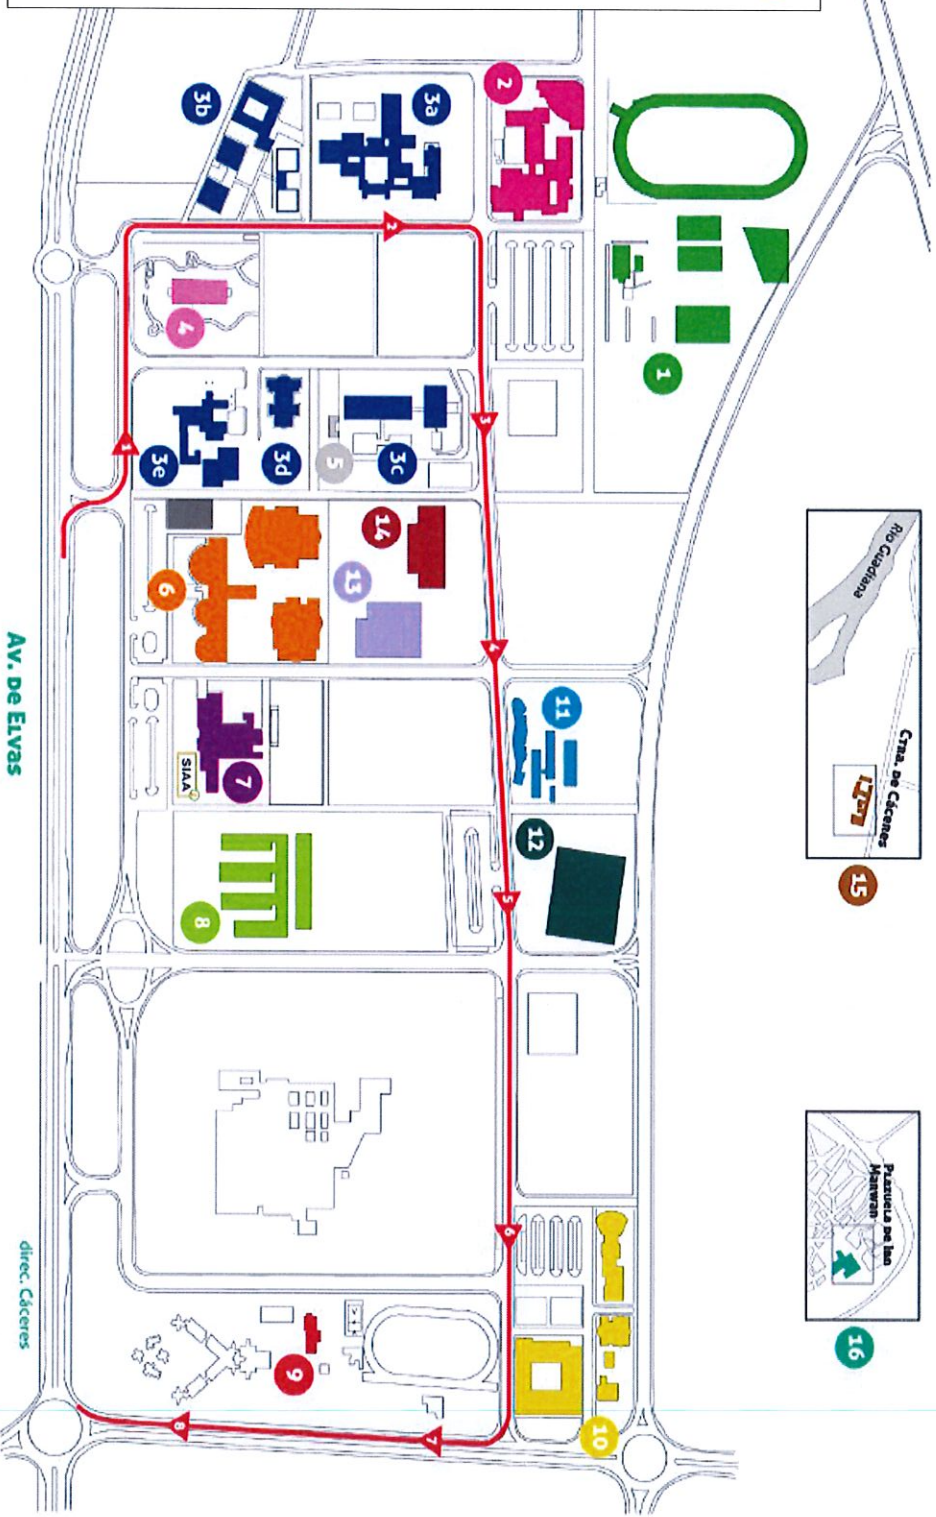 Av. de Elvas
direc. Cáceres
1
2
3
4
5
6
7
8
3b
3a
2
1
4
3e
3d
5
3c
6
14
13
7
SIAA
8
11
12
9
10
Río Guadiana
Ctra. de Cáceres
15
Plazuela de Ibn
Marwan
16